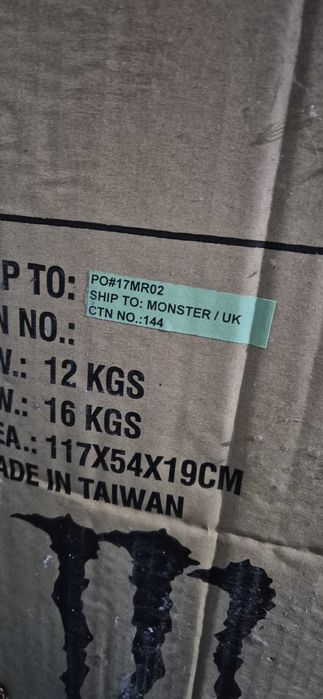 P TO:
PO#17MR02
SHIP TO: MONSTER / UK
CTN NO.:144
N NO.:
W.: 12 KGS
W.: 16 KGS
EA.: 117X54X19CM
ADE IN TAIWAN